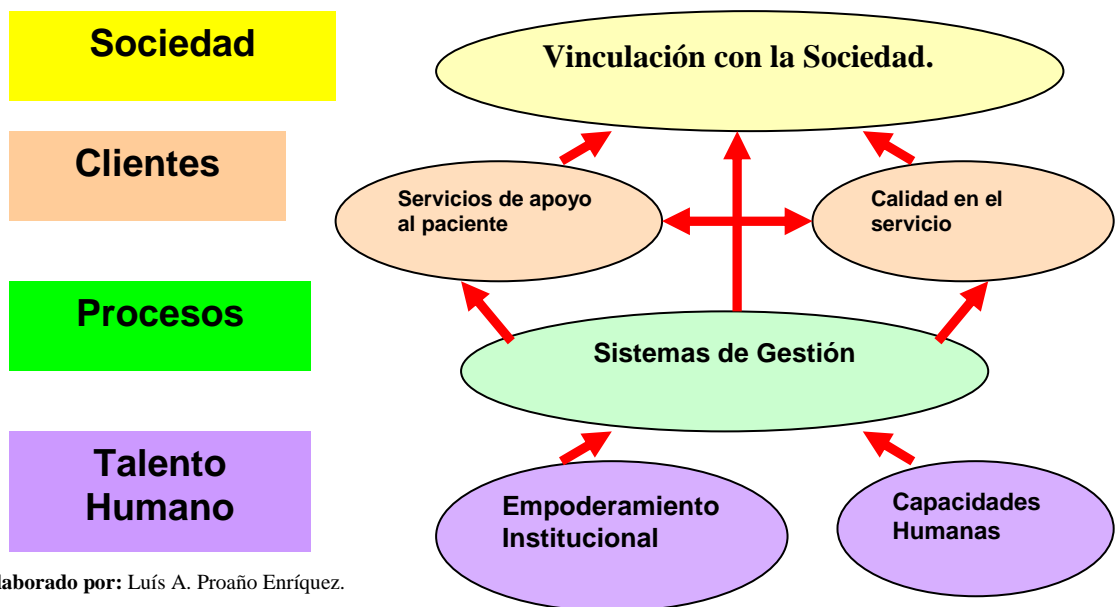 Sociedad
Vinculación con la Sociedad.
Clientes
Servicios de apoyo
al paciente
Calidad en el
servicio
Procesos
Sistemas de Gestión
Talento
Humano
Empoderamiento
Institucional
Capacidades
Humanas
laborado por: Luís A. Proaño Enríquez.